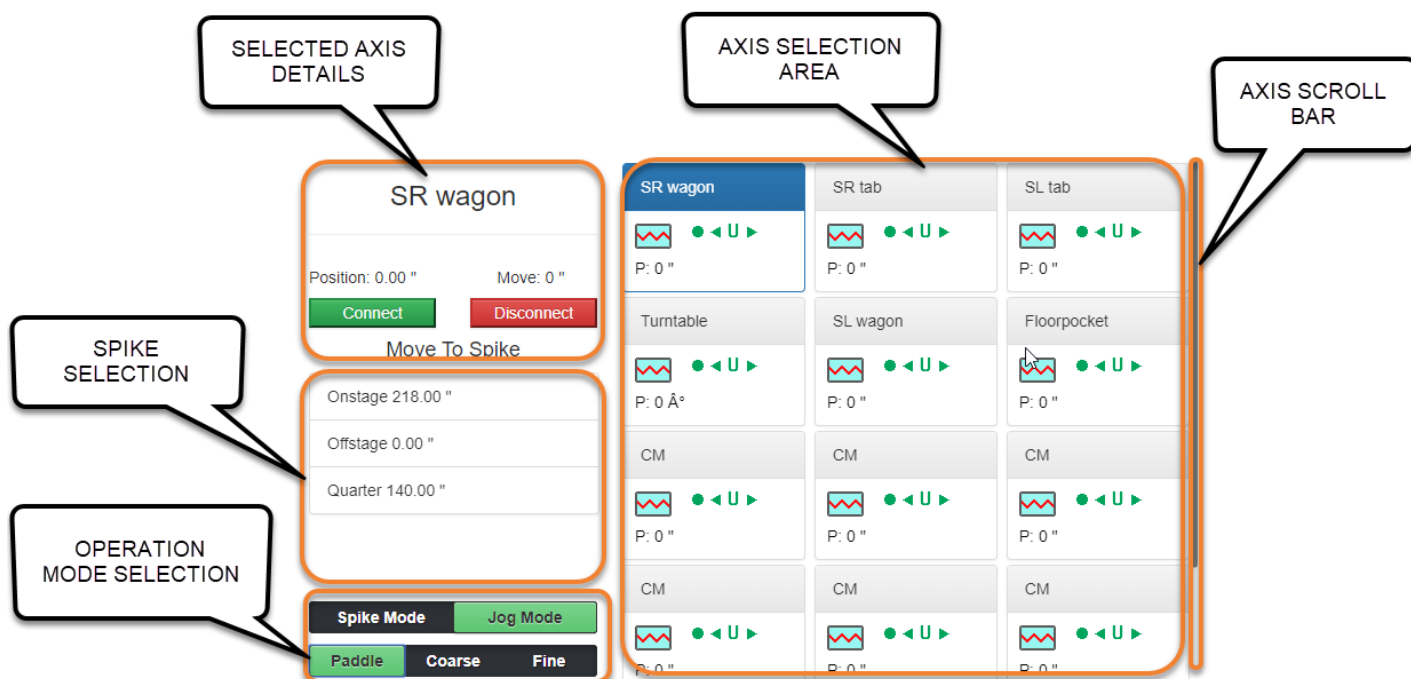 SELECTED AXIS
DETAILS
AXIS SELECTION
AREA
AXIS SCROLL
BAR
SR wagon
Position: 0.00 "
Move: 0 "
Connect
Disconnect
Move To Spike
SPIKE
SELECTION
Onstage 218.00 "
Offstage 0.00 "
Quarter 140.00 "
OPERATION
MODE SELECTION
Spike Mode
Jog Mode
Paddle
Coarse
Fine
SR wagon
SR tab
SL tab
U
U
U
P: 0 "
P: 0 "
P: 0 "
Turntable
SL wagon
Floorpocket
U
U
U
P: 0 Â°
P: 0 "
P: 0 "
CM
CM
CM
U
U
U
P: 0 "
P: 0 "
P: 0 "
CM
CM
CM
U
U
U
P: 0 "
P: 0 "
P: 0 "